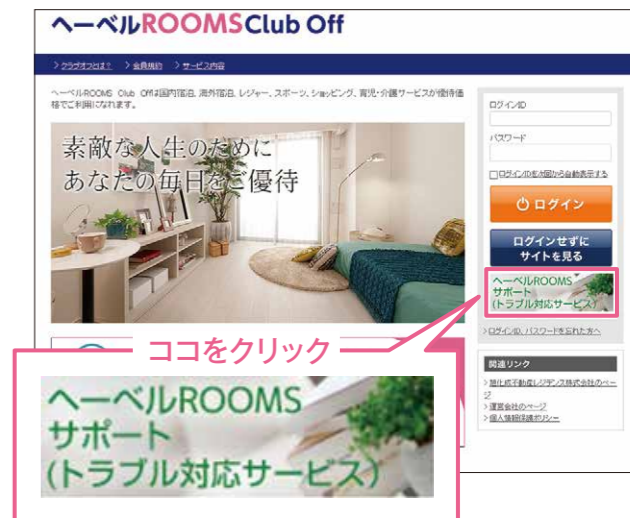 ヘーベルROOMS Club Off
>クラブオフとは? >会員規約 >サービス内容
ヘーベルROOMS Club Offは国内宿泊、海外宿泊、レジャー、スポーツ、ショッピング、育児・介護サービスが優待価
格でご利用になれます。
素敵な人生のために
あなたの毎日をご優待
ログインID
パスワード
ログインIDを次回から自動表示する
ログイン
ログインせずに
サイトを見る
ヘーベルROOMS
サポート
(トラブル対応サービス)
>ログインID、パスワードを忘れた方へ
関連リンク
>旭化成不動産レジデンス株式会社のペー
ジ
>運営会社のページ
>個人情報保護ポリシー
ココをクリック
ヘーベルROOMS
サポート
(トラブル対応サービス)